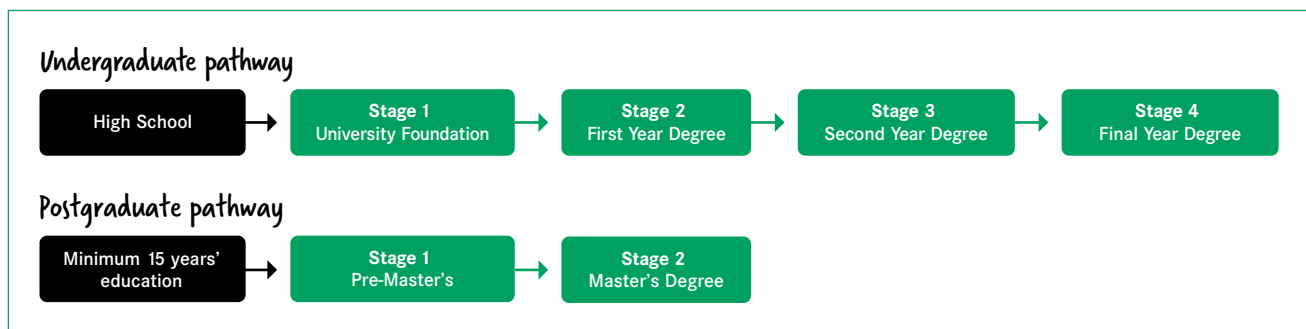 Undergraduate pathway
High School
Stage 1
University Foundation
Stage 2
First Year Degree
Stage 3
Second Year Degree
Stage 4
Final Year Degree
Postgraduate pathway
Minimum 15 years’
education
Stage 1
Pre-Master’s
Stage 2
Master’s Degree